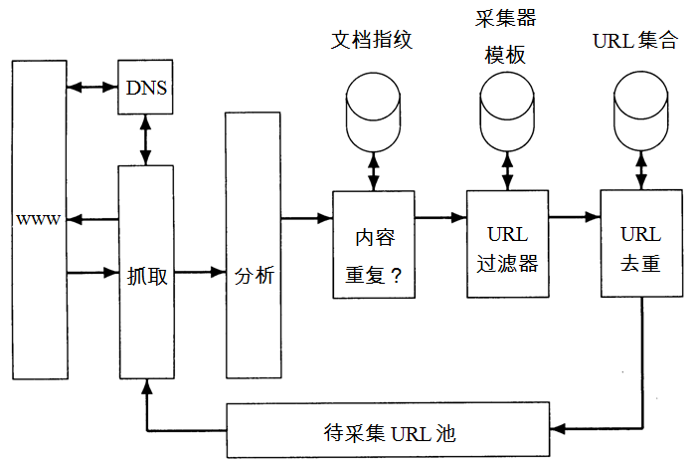 文档指纹
采集器
模板
URL 集合
DNS
WWW
抓取
分析
内容
重复？
URL
过滤器
URL
去重
待采集 URL 池